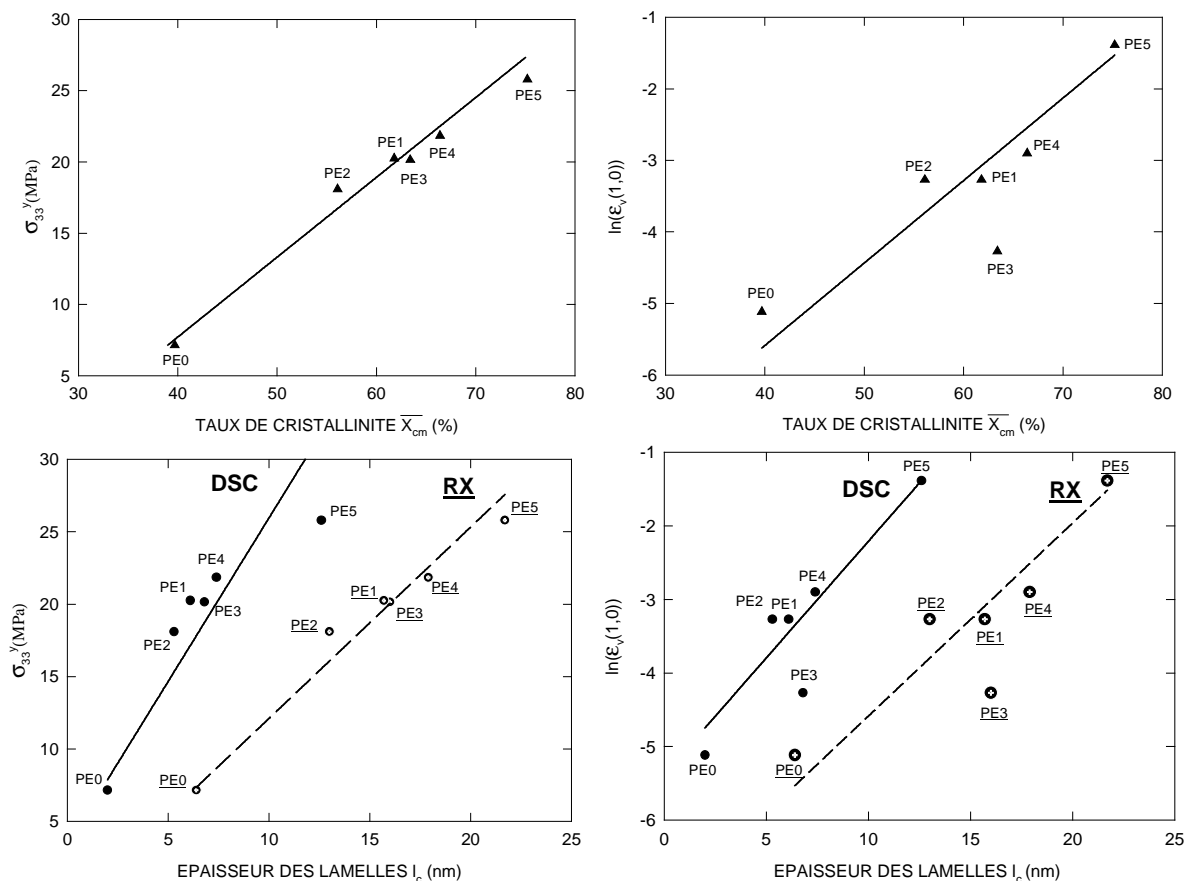 30
25
20
15
10
5
σ33^y(MPa)
PE5
PE1
PE2
PE4
PE3
PE0
30 40 50 60 70 80
TAUX DE CRISTALLINITE X̅c̅m̅ (%)
-1
-2
-3
-4
-5
-6
ln(εv(1,0))
PE5
PE2
PE4
PE1
PE3
PE0
30 40 50 60 70 80
TAUX DE CRISTALLINITE X̅c̅m̅ (%)
30
25
20
15
10
5
σ33^y(MPa)
DSC
RX
PE5
PE5
PE4
PE1
PE3
PE2
PE1
PE4
PE3
PE2
PE0
PE0
0 5 10 15 20 25
EPAISSEUR DES LAMELLES lc (nm)
-1
-2
-3
-4
-5
-6
ln(εv(1,0))
PE5
PE5
DSC
RX
PE4
PE2 PE1
PE2
PE4
PE1
PE3
PE3
PE0
PE0
0 5 10 15 20 25
EPAISSEUR DES LAMELLES lc (nm)